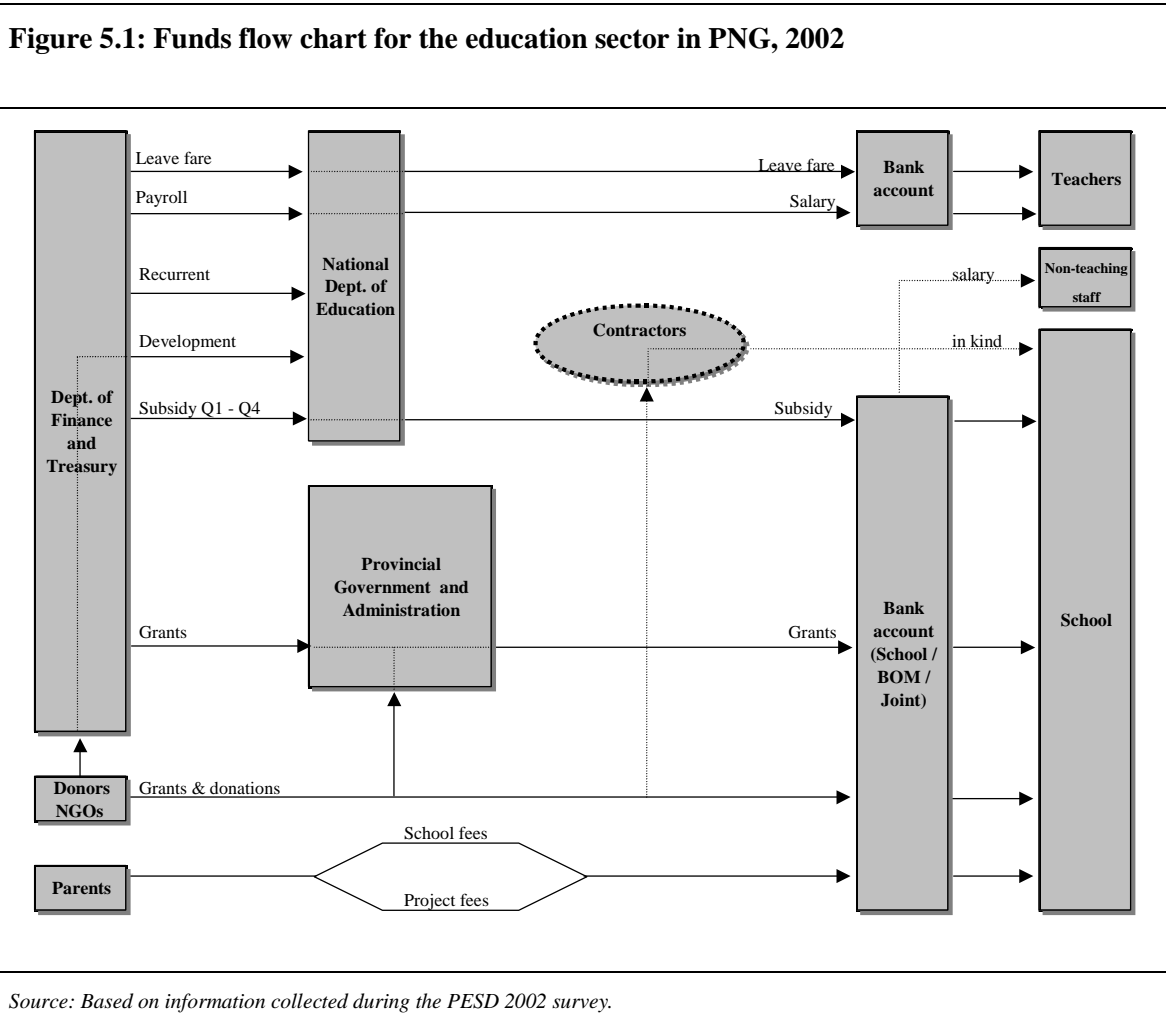 Figure 5.1: Funds flow chart for the education sector in PNG, 2002
Leave fare
Payroll
Recurrent
Development
Subsidy Q1 - Q4
Grants
Dept. of
Finance
and
Treasury
National
Dept. of
Education
Provincial
Government and
Administration
Contractors
Leave fare
Salary
Subsidy
Grants
Bank
account
Teachers
salary
Non-teaching
staff
in kind
Bank
account
(School /
BOM /
Joint)
School
Donors
NGOs
Grants & donations
School fees
Parents
Project fees
Source: Based on information collected during the PESD 2002 survey.